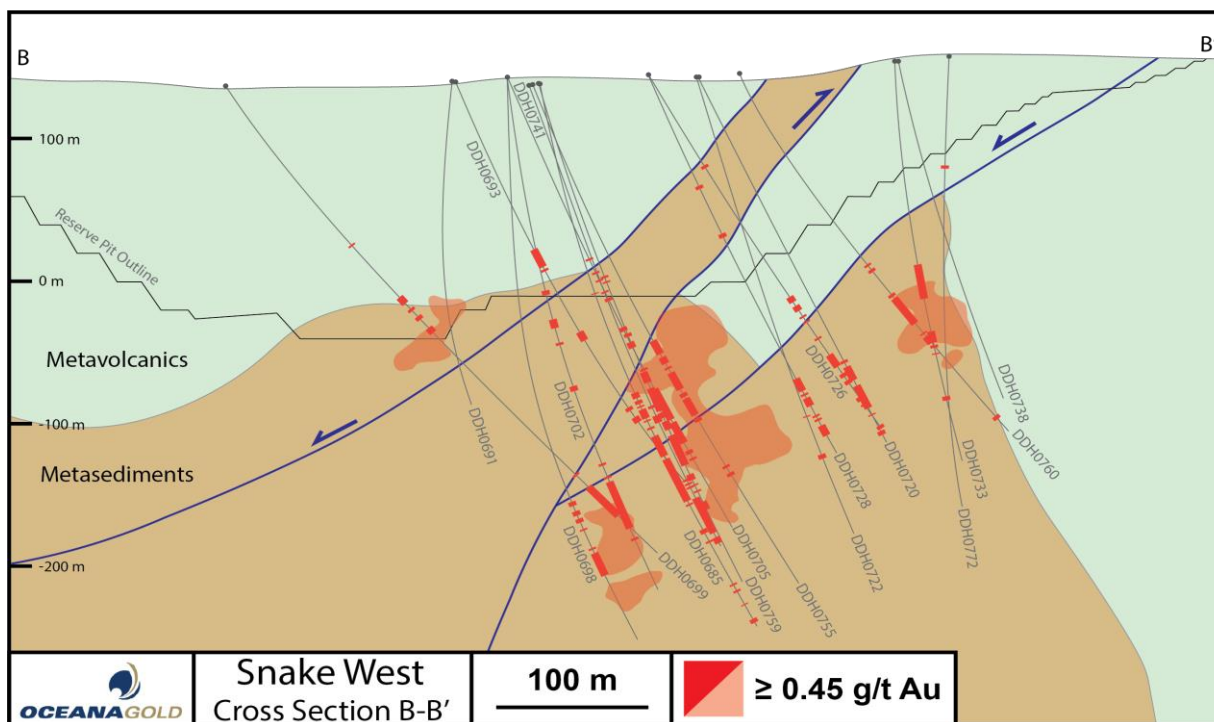 B
B'
100 m
DDH0741
DDH0693
Reserve Pit Outline
0 m
Metavolcanics
DDH0726
DDH0738
-100 m
DDH0702
DDH0691
DDH0760
DDH0720
Metasediments
DDH0733
DDH0728
DDH0772
-200 m
DDH0698
DDH0699
DDH0685
DDH0705
DDH0722
DDH0759
DDH0755
OCEANAGOLD
Snake West
Cross Section B-B’
100 m
≥ 0.45 g/t Au